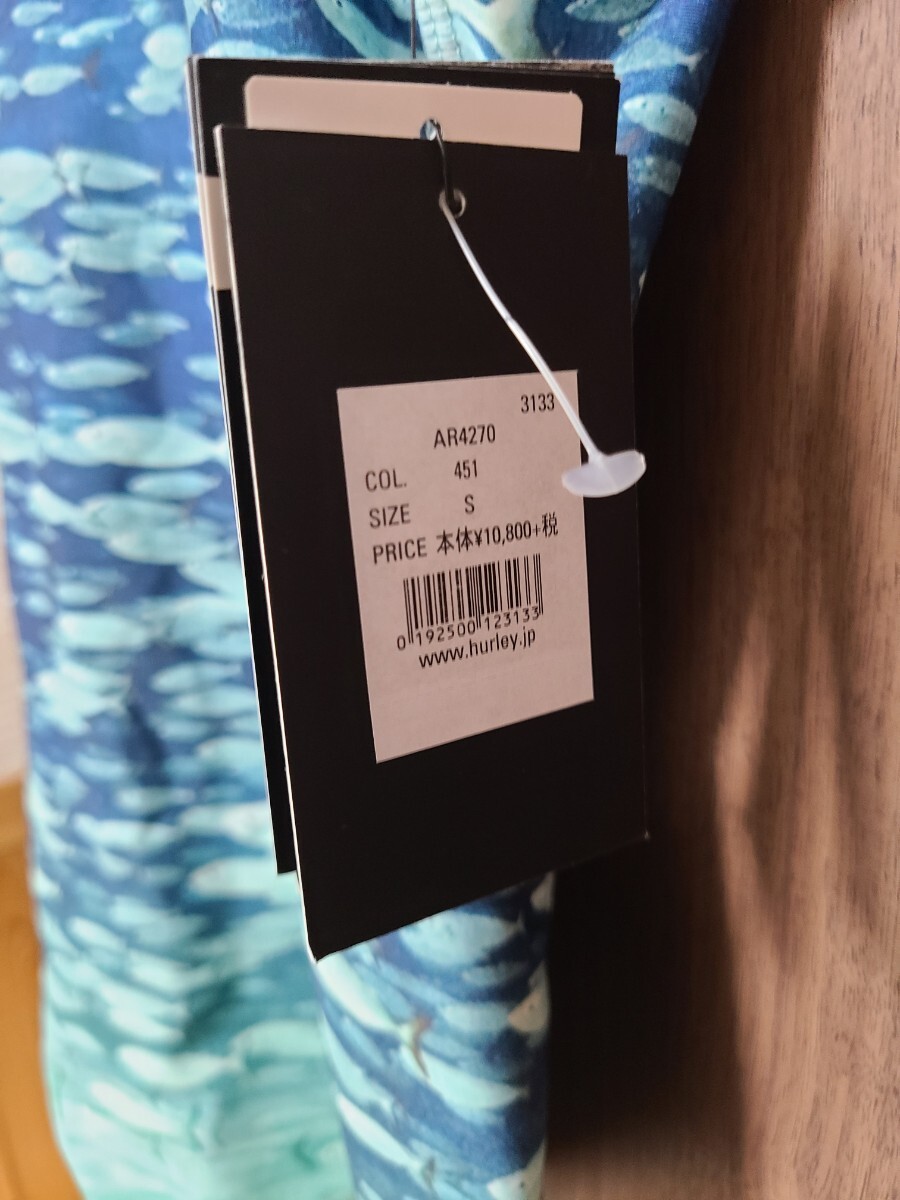 3133
AR4270
COL. 451
SIZE S
PRICE 本体¥10,800+税
0 192500 123133
www.hurley.jp